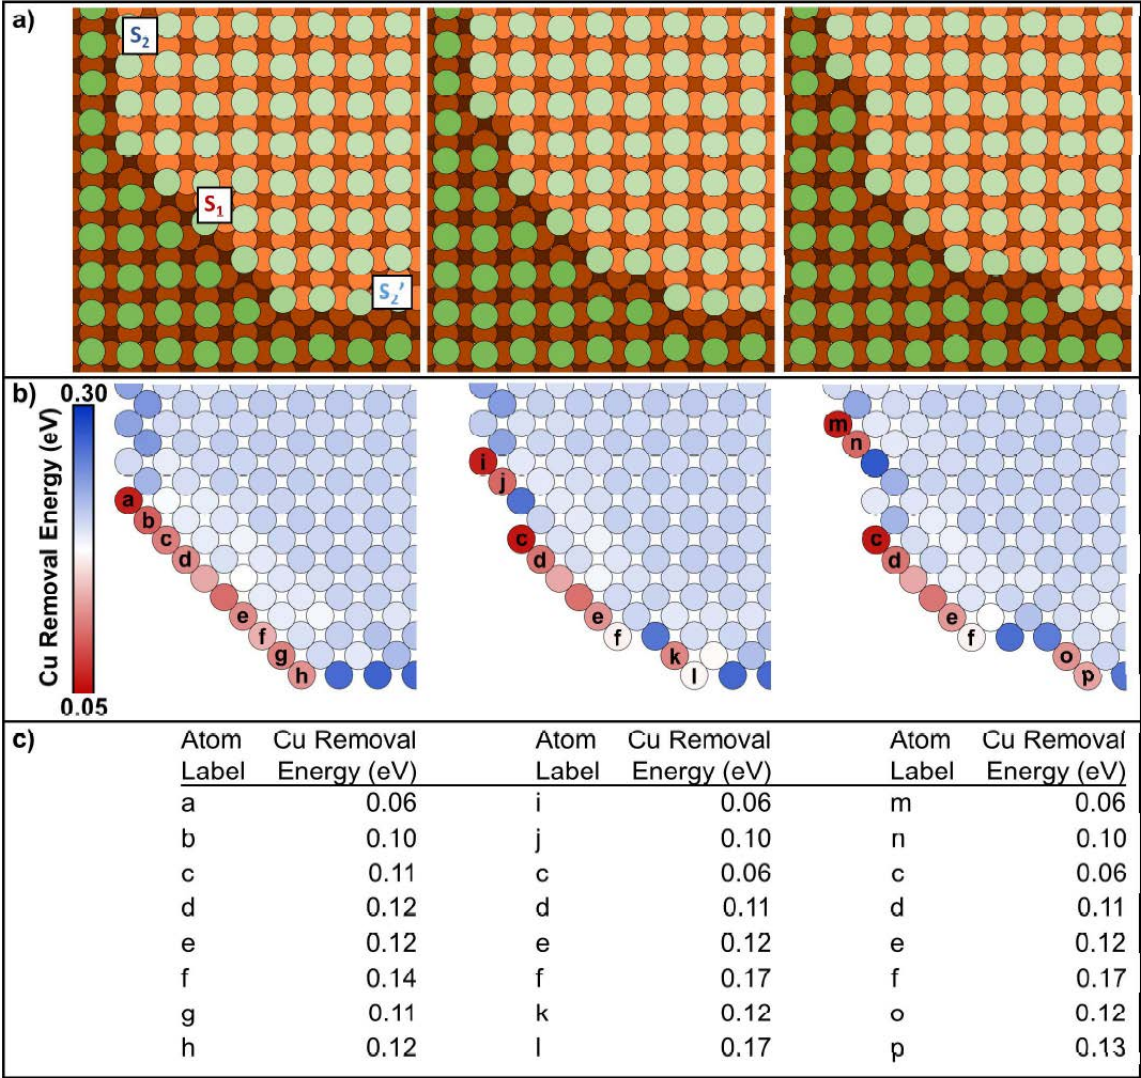 a)
S2
S1
S2'
b)
0.30
Cu Removal Energy (eV)
0.05
a
b
c
d
e
f
g
h
i
j
c
d
e
f
k
l
m
n
c
d
e
f
o
p
c)
Atom Label Cu Removal Energy (eV) Atom Label Cu Removal Energy (eV) Atom Label Cu Removal Energy (eV)
a 0.06 i 0.06 m 0.06
b 0.10 j 0.10 n 0.10
c 0.11 c 0.06 c 0.06
d 0.12 d 0.11 d 0.11
e 0.12 e 0.12 e 0.12
f 0.14 f 0.17 f 0.17
g 0.11 k 0.12 o 0.12
h 0.12 l 0.17 p 0.13